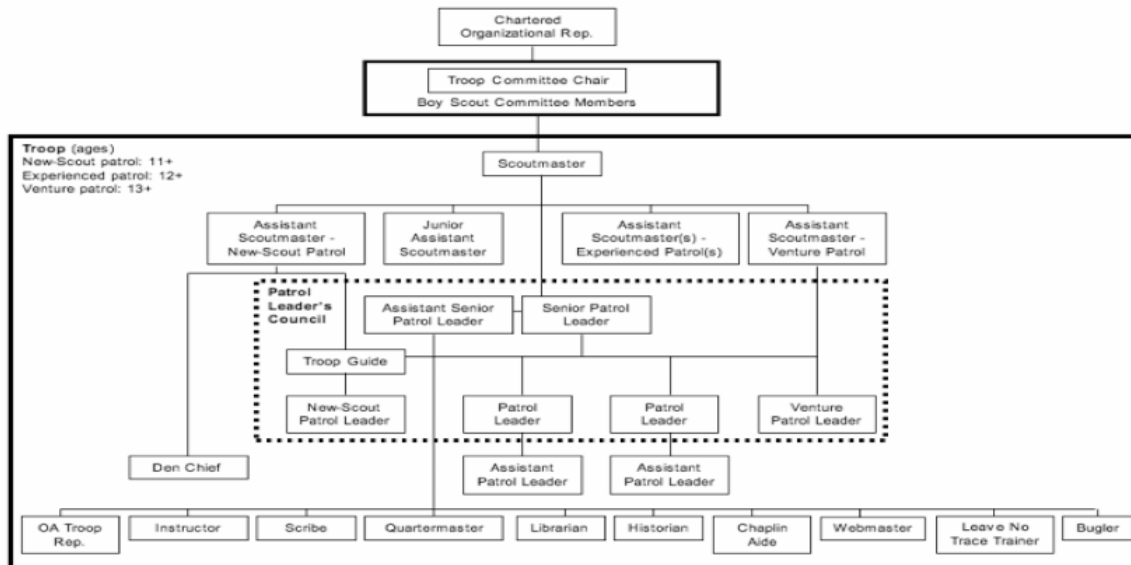 Chartered
Organizational Rep.
Troop Committee Chair
Boy Scout Committee Members
Troop (ages)
New-Scout patrol: 11+
Experienced patrol: 12+
Venture patrol: 13+
Scoutmaster
Assistant
Scoutmaster -
New-Scout Patrol
Junior
Assistant
Scoutmaster
Assistant
Scoutmaster(s) -
Experienced Patrol(s)
Assistant
Scoutmaster -
Venture Patrol
Patrol
Leader's
Council
Assistant Senior
Patrol Leader
Senior Patrol
Leader
Troop Guide
New-Scout
Patrol Leader
Patrol
Leader
Patrol
Leader
Venture
Patrol Leader
Den Chief
Assistant
Patrol Leader
Assistant
Patrol Leader
OA Troop
Rep.
Instructor
Scribe
Quartermaster
Librarian
Historian
Chaplin
Aide
Webmaster
Leave No
Trace Trainer
Bugler